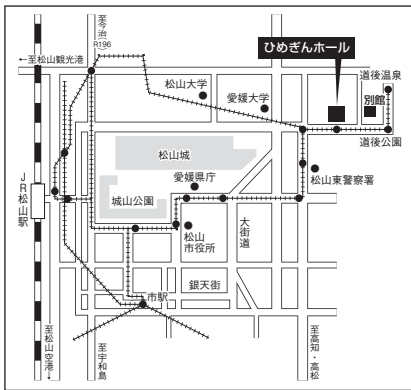 至今治
R196
←至松山観光港
ひめぎんホール
松山大学
愛媛大学
道後温泉
別館
道後公園
松山城
松山東警察署
愛媛県庁
城山公園
JR松山駅
松山
市役所
大街道
銀天街
市駅
至松山空港
至宇和島
至高知・高松